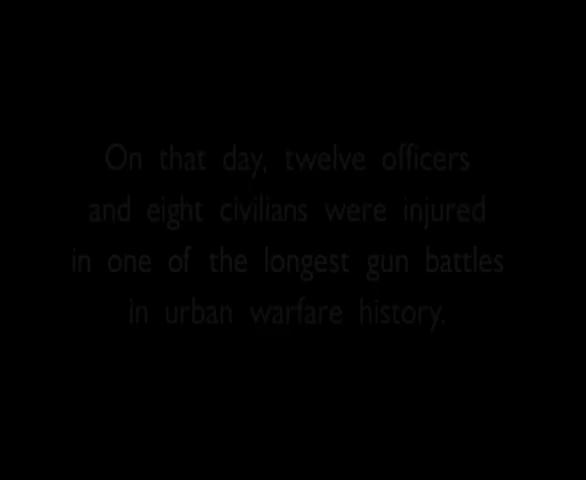 On that day, twelve officers
and eight civilians were injured
in one of the longest gun battles
in urban warfare history.